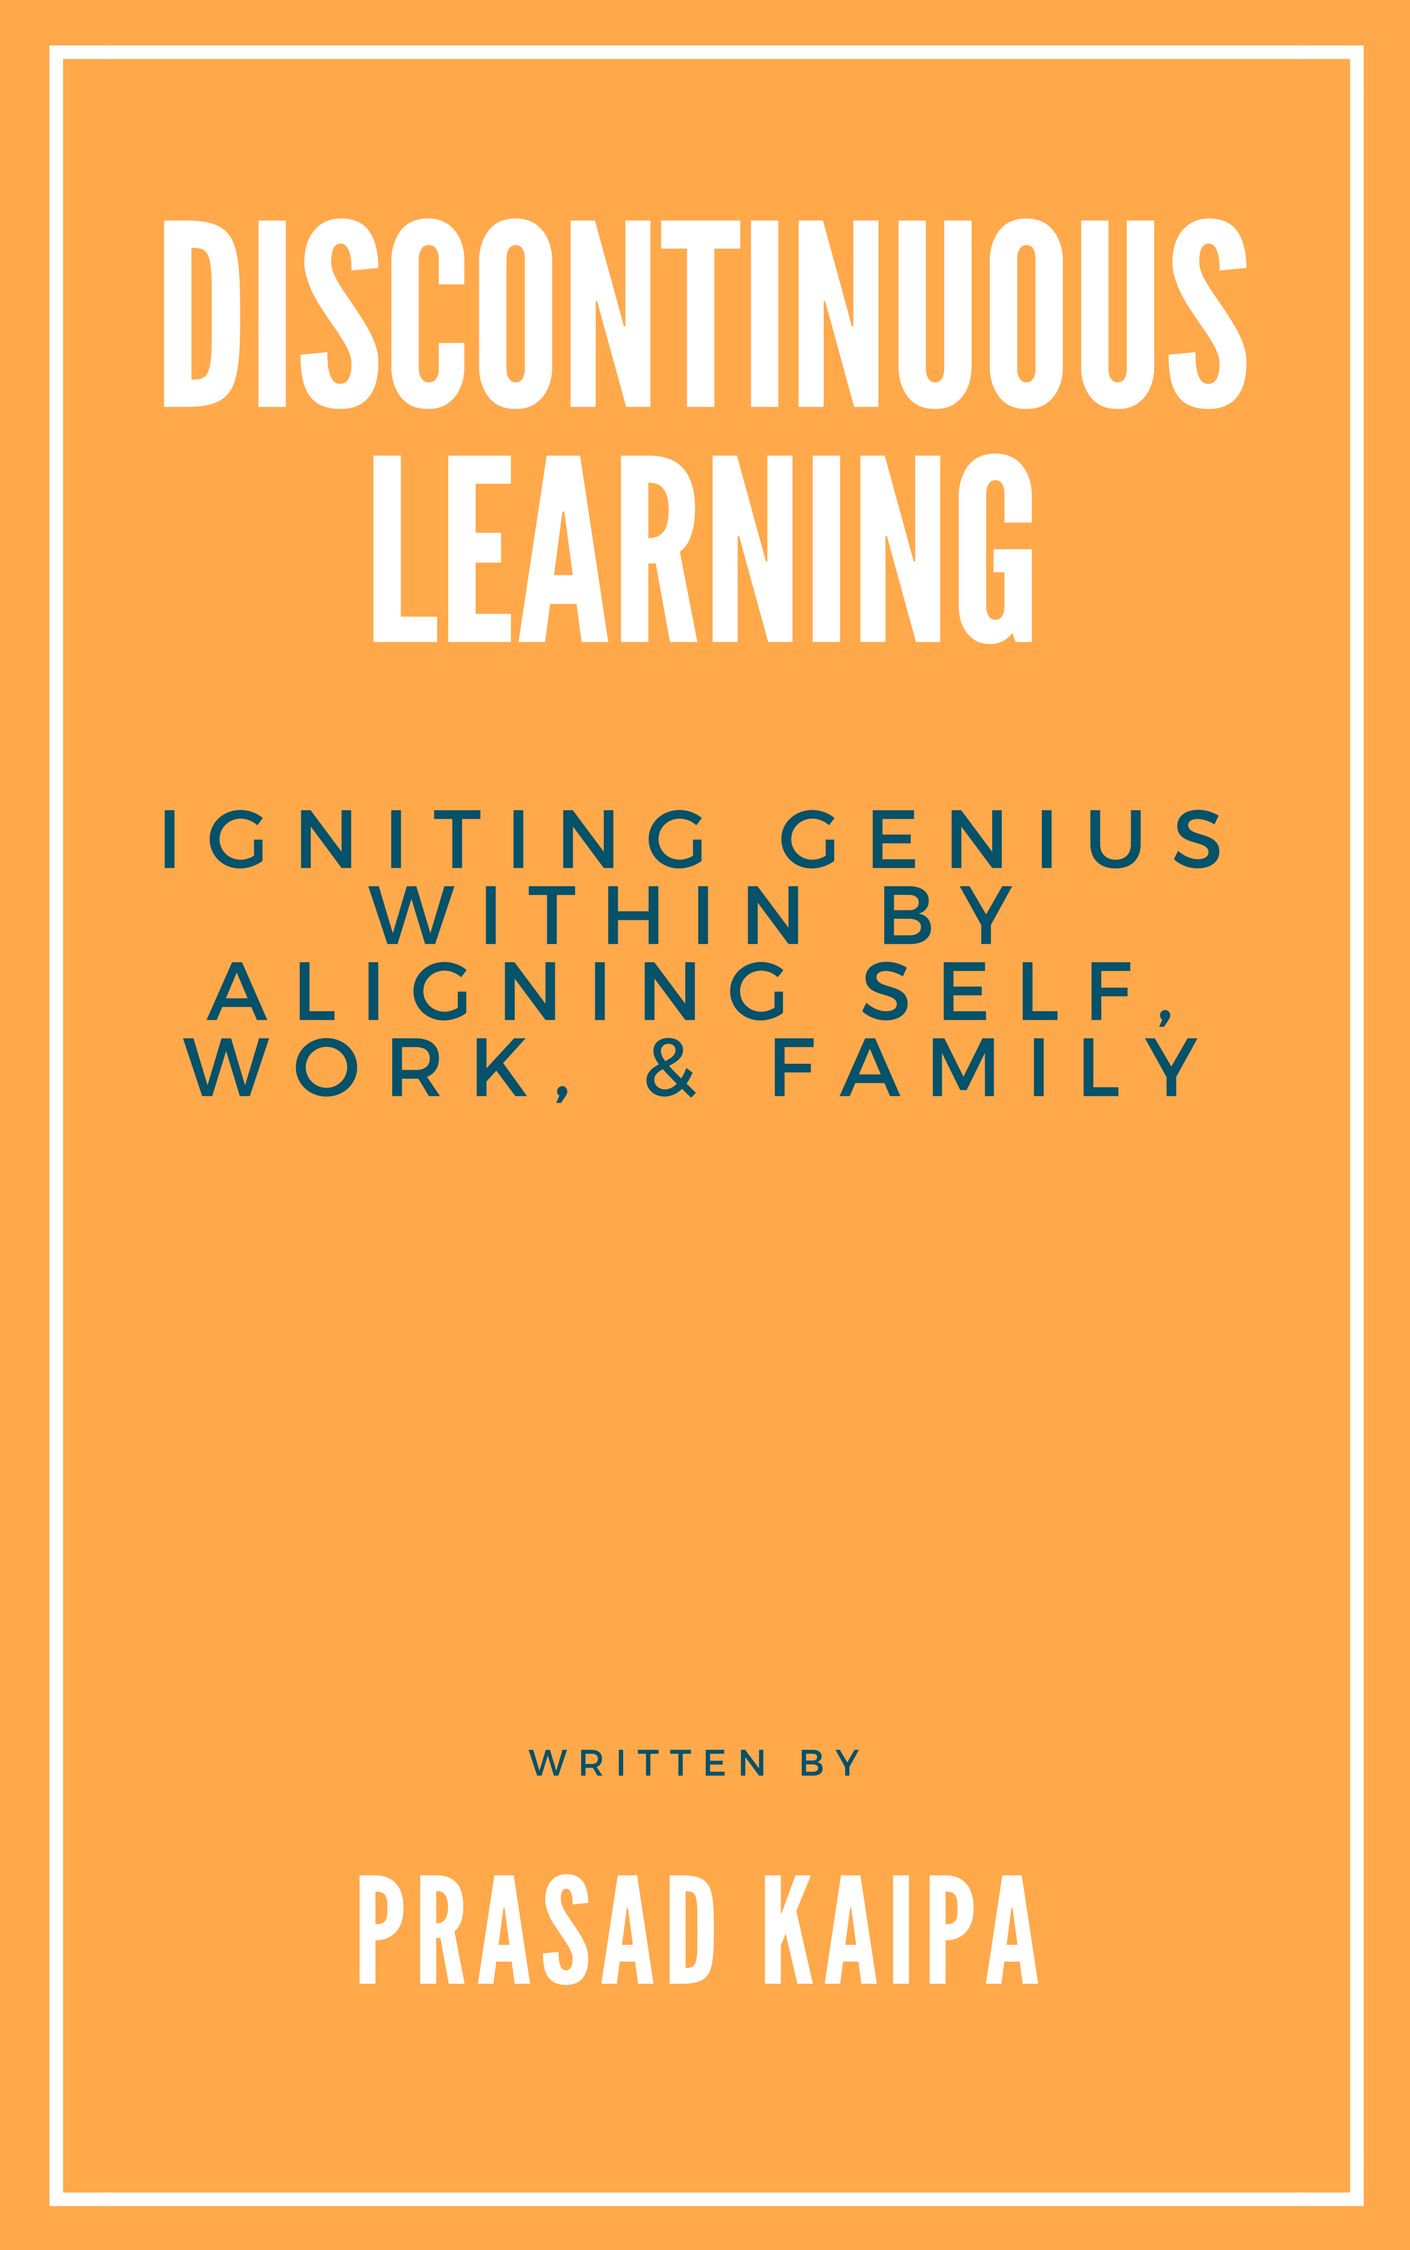 DISCONTINUOUS
LEARNING
IGNITING GENIUS
WITHIN BY
ALIGNING SELF,
WORK, & FAMILY
WRITTEN BY
PRASAD KAIPA